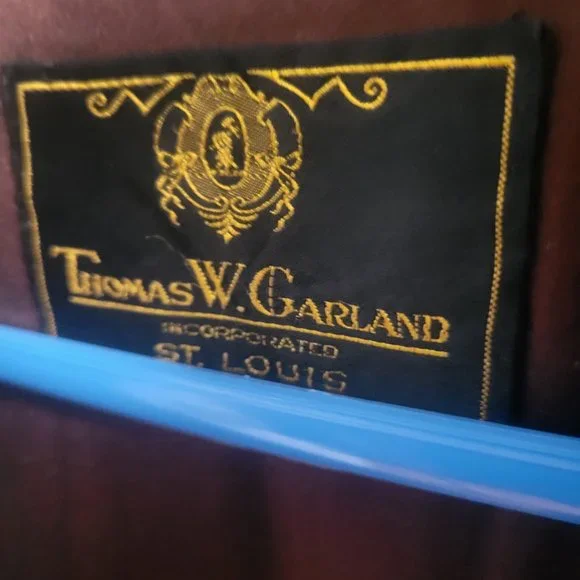 THOMAS W. GARLAND
INCORPORATED
ST. LOUIS